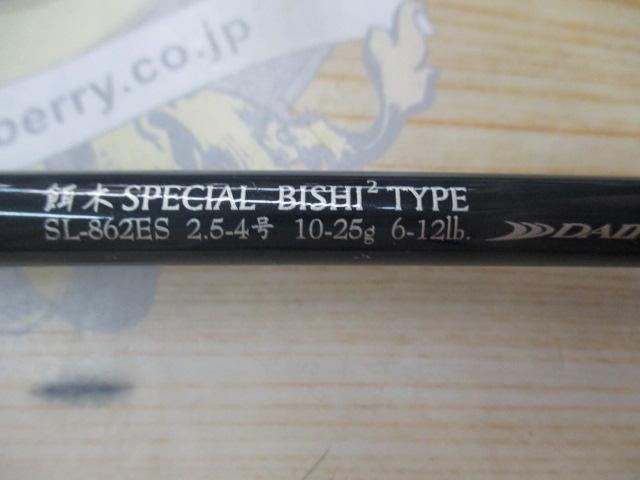 berry.co.jp
餌木 SPECIAL BISHI² TYPE
SL-862ES 2.5-4号 10-25g 6-12lb. DAI